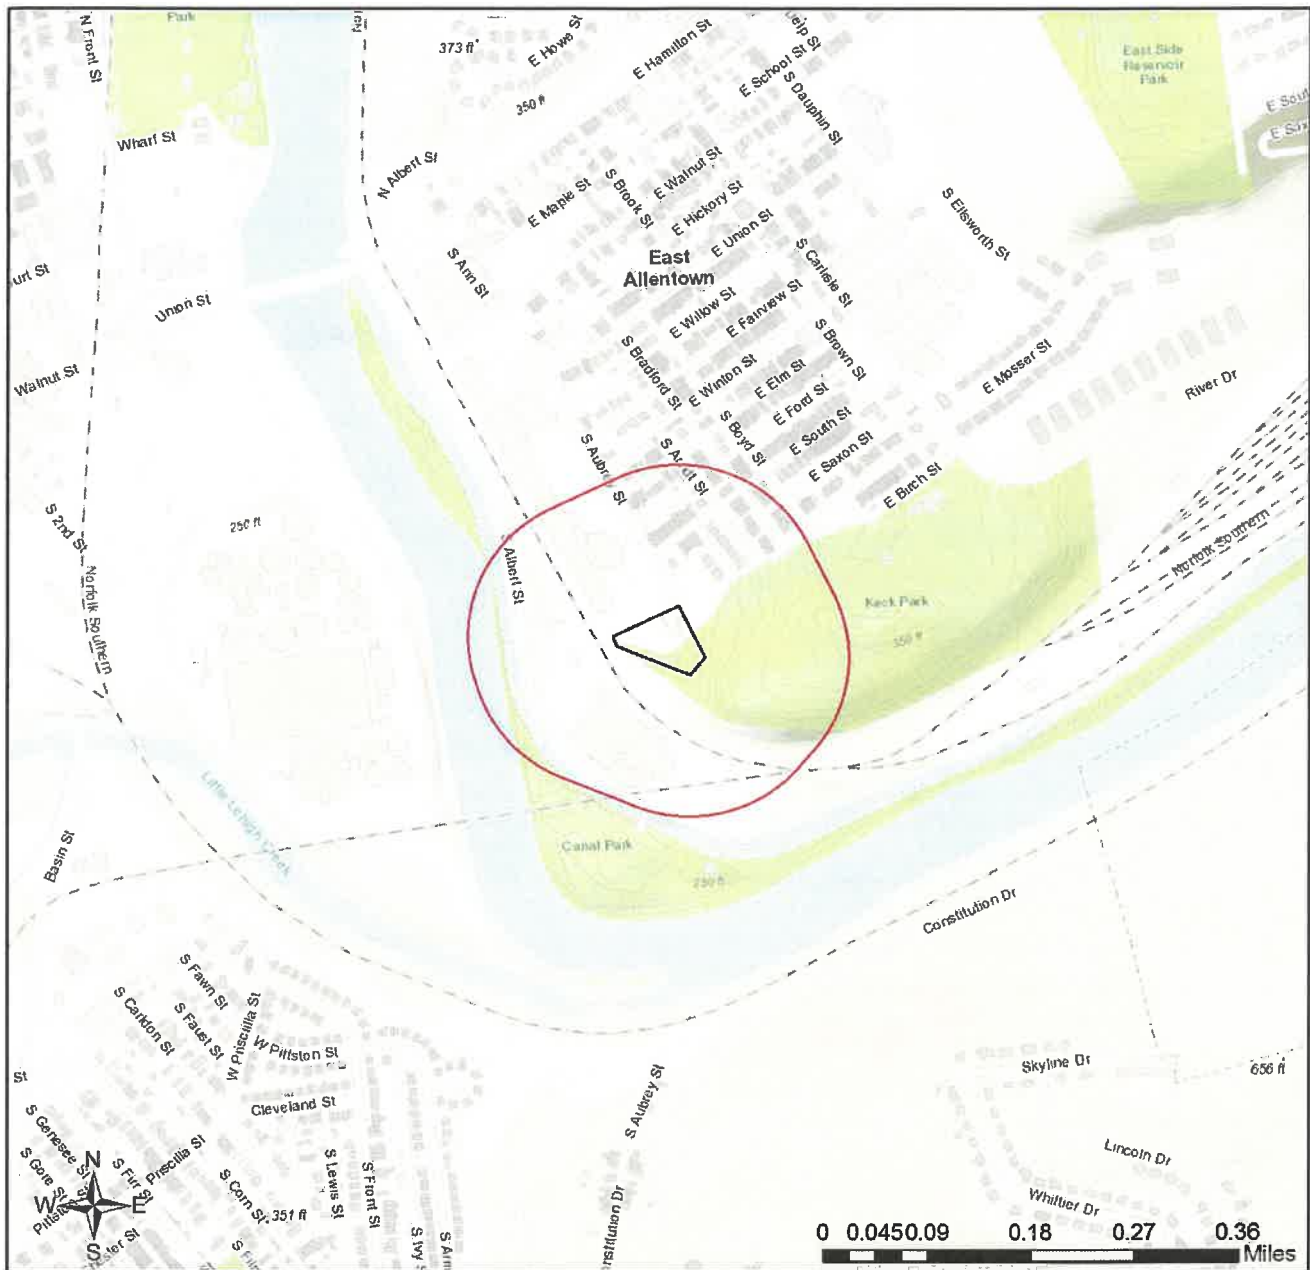 Park
N Front St
373 ft
E Howe St
E Hamilton St
E School St
S Dauphin St
East Side
Reservoir
Park
350 ft
Wharf St
N Albert St
E Maple St
S Brook St
E Walnut St
E Hickory St
E Union St
S Ellsworth St
S Ann St
East
Allentown
S Carlisle St
Union St
E Willow St
E Fairview St
S Bradford St
S Brown St
Walnut St
E Winton St
E Elm St
E Ford St
E Mosser St
River Dr
S Boyd St
E South St
E Saxon St
S Aubrey St
E Birch St
S 2nd St
250 ft
Norfolk Southern
Norfolk Southern
Albert St
Keck Park
350 ft
Little Lehigh Creek
Basin St
Canal Park
250 ft
Constitution Dr
S Fawn St
S Carldon St
S Faust St
W Priscilla St
W Pittston St
St
Cleveland St
Skyline Dr
656 ft
S Aubrey St
S Genesee St
S Gore St
S Firr St
Priscilla St
S Corn St
351 ft
S Lewis St
S Front St
S Ivy S
Lincoln Dr
Whittier Dr
N
W
E
S
0 0.0450.09 0.18 0.27 0.36
Miles